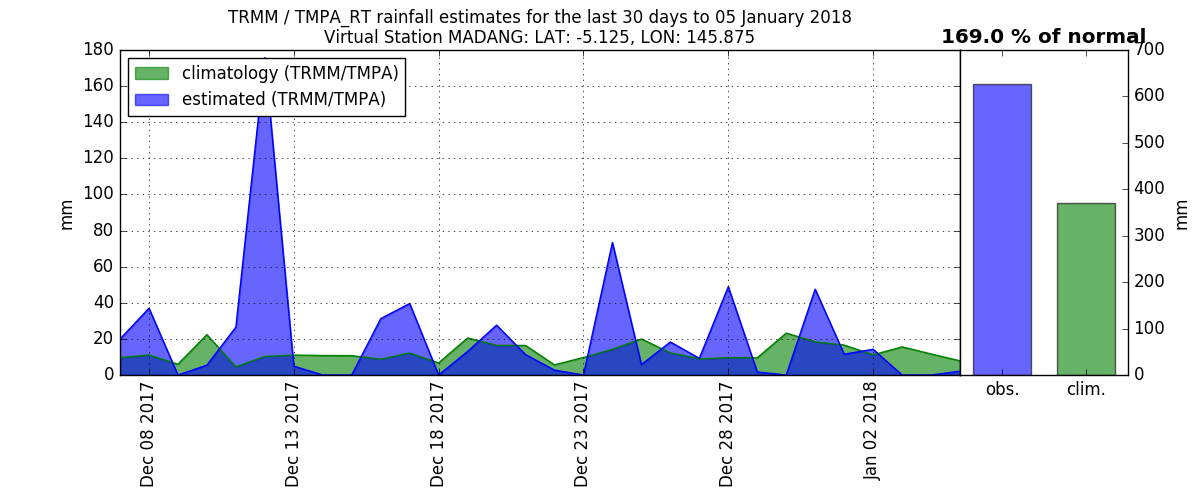 TRMM / TMPA_RT rainfall estimates for the last 30 days to 05 January 2018
Virtual Station MADANG: LAT: -5.125, LON: 145.875
169.0 % of normal
climatology (TRMM/TMPA)
estimated (TRMM/TMPA)
180
160
140
120
100
80
60
40
20
0
mm
Dec 08 2017
Dec 13 2017
Dec 18 2017
Dec 23 2017
Dec 28 2017
Jan 02 2018
obs.
clim.
700
600
500
400
300
200
100
0
mm